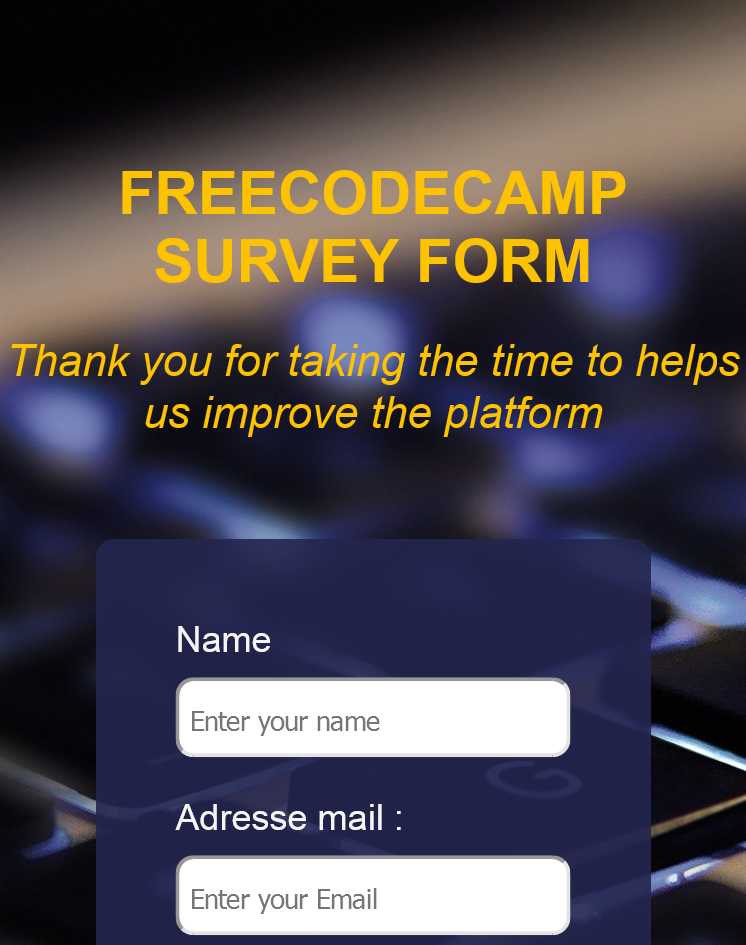 FREECODECAMP
SURVEY FORM
Thank you for taking the time to helps
us improve the platform
Name
Enter your name
G
Adresse mail :
Enter your Email